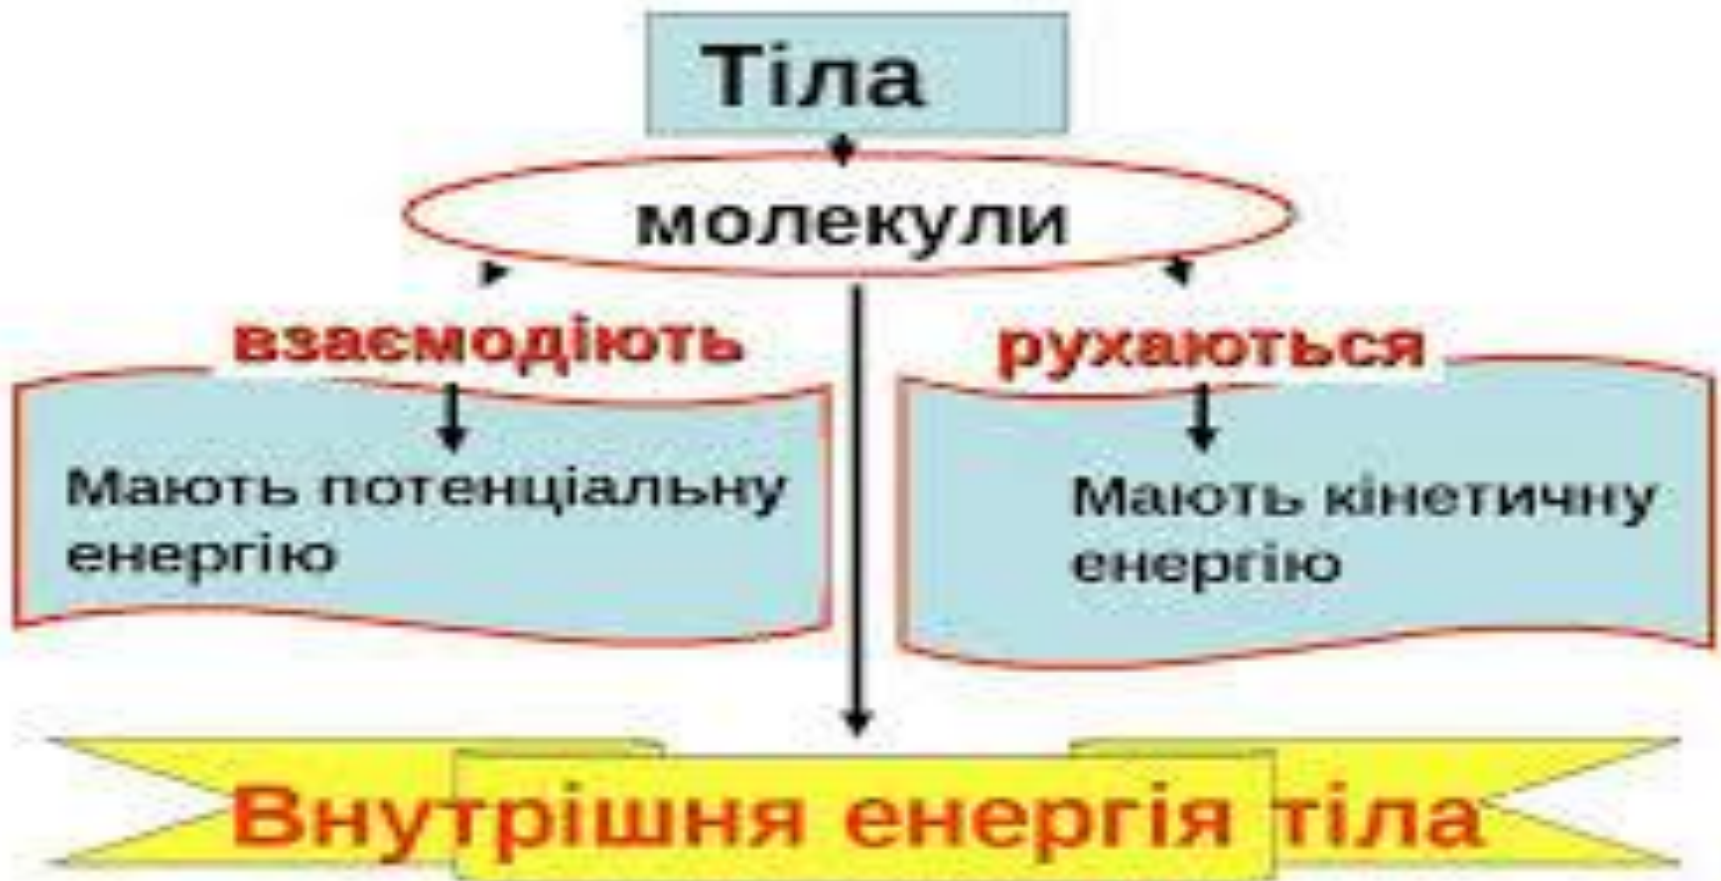 Тіла
молекули
взаємодіють
рухаються
Мають потенціальну
енергію
Мають кінетичну
енергію
Внутрішня енергія тіла